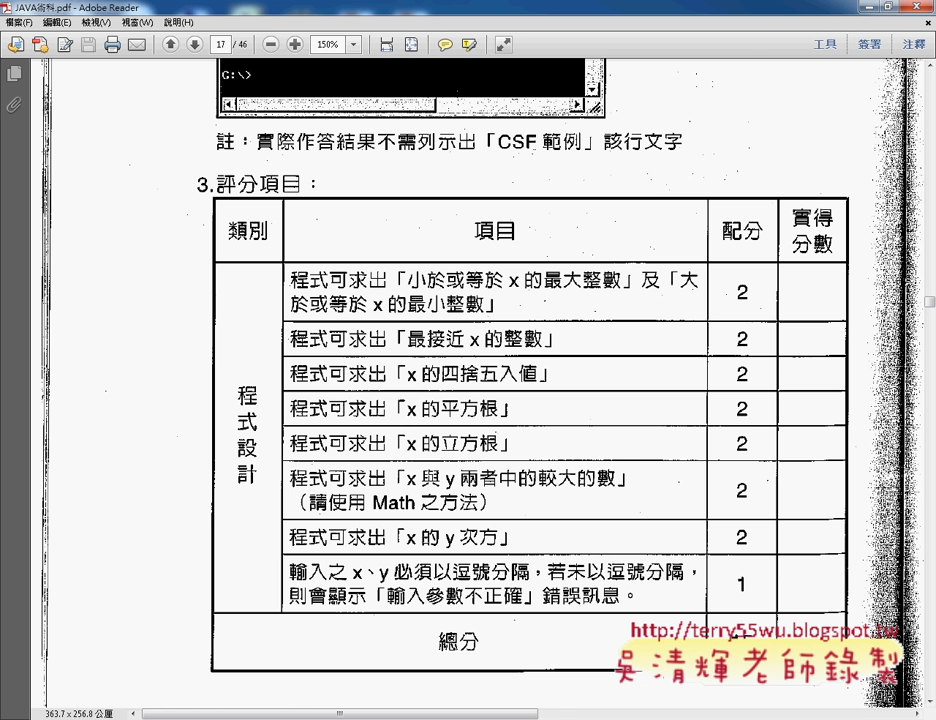 JAVA術科.pdf - Adobe Reader
檔案(F) 編輯(E) 檢視(V) 視窗(W) 說明(H)
17 / 46 150% 工具 簽署 註釋
G:\>
註：實際作答結果不需列示出「CSF 範例」該行文字
3.評分項目：
類別 項目 配分 實得分數
程式設計
程式可求出「小於或等於 x 的最大整數」及「大
於或等於 x 的最小整數」 2
程式可求出「最接近 x 的整數」 2
程式可求出「x 的四捨五入值」 2
程式可求出「x 的平方根」 2
程式可求出「x 的立方根」 2
程式可求出「x 與 y 兩者中的較大的數」
（請使用 Math 之方法） 2
程式可求出「x 的 y 次方」 2
輸入之 x、y 必須以逗號分隔，若未以逗號分隔，
則會顯示「輸入參數不正確」錯誤訊息。 1
總分
http://terry55wu.blogspot.tw
吳清輝老師錄製
363.7 x 256.8 公厘